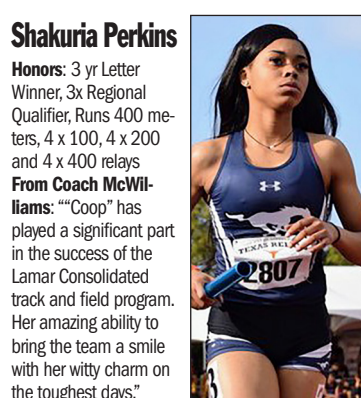 Shakuria Perkins
Honors: 3 yr Letter
Winner, 3x Regional
Qualifier, Runs 400 me-
ters, 4 x 100, 4 x 200
and 4 x 400 relays
From Coach McWil-
liams: ““Coop” has
played a significant part
in the success of the
Lamar Consolidated
track and field program.
Her amazing ability to
bring the team a smile
with her witty charm on
the toughest days.”
TEXAS REL
2807